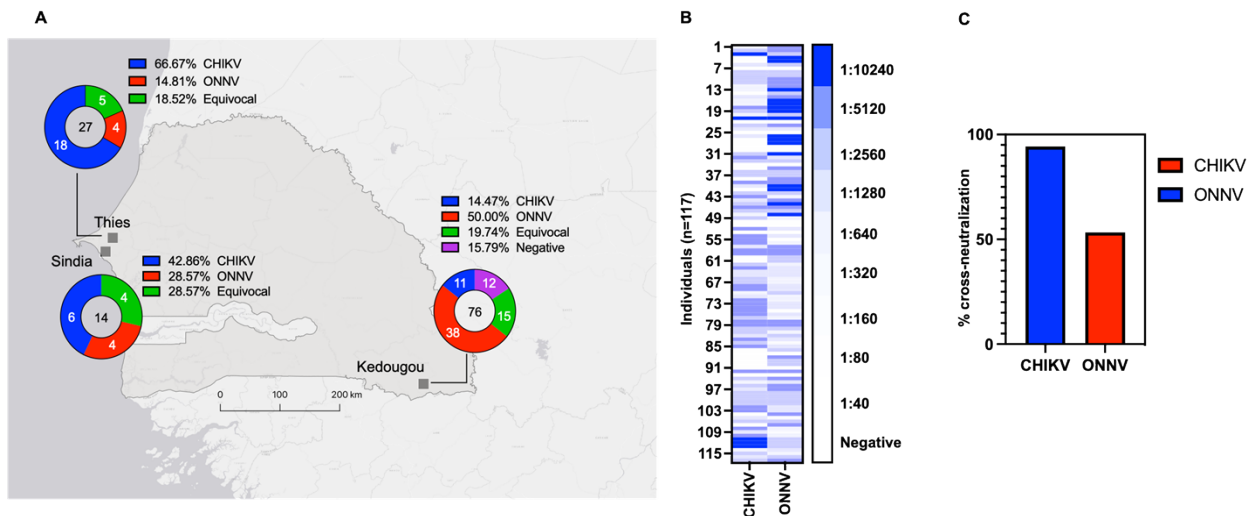 A
66.67% CHIKV
14.81% ONNV
18.52% Equivocal
5
27
4
18
Thies
Sindia
42.86% CHIKV
28.57% ONNV
28.57% Equivocal
4
6
14
4
14.47% CHIKV
50.00% ONNV
19.74% Equivocal
15.79% Negative
11
12
76
15
38
Kedougou
0 100 200 km
B
Individuals (n=117)
1
7
13
19
25
31
37
43
49
55
61
67
73
79
85
91
97
103
109
115
CHIKV
ONNV
1:10240
1:5120
1:2560
1:1280
1:640
1:320
1:160
1:80
1:40
Negative
C
% cross-neutralization
100
50
0
CHIKV
ONNV
CHIKV
ONNV